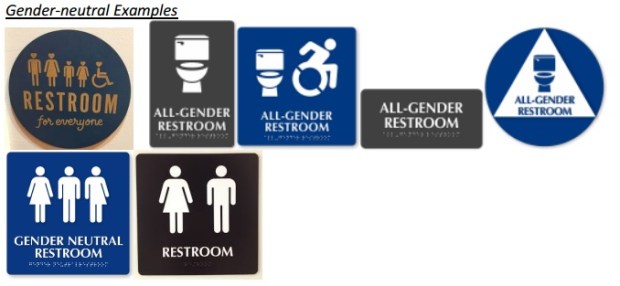 Gender-neutral Examples
RESTROOM
for everyone
ALL-GENDER
RESTROOM
ALL-GENDER
RESTROOM
ALL-GENDER
RESTROOM
ALL-GENDER
RESTROOM
GENDER NEUTRAL
RESTROOM
RESTROOM